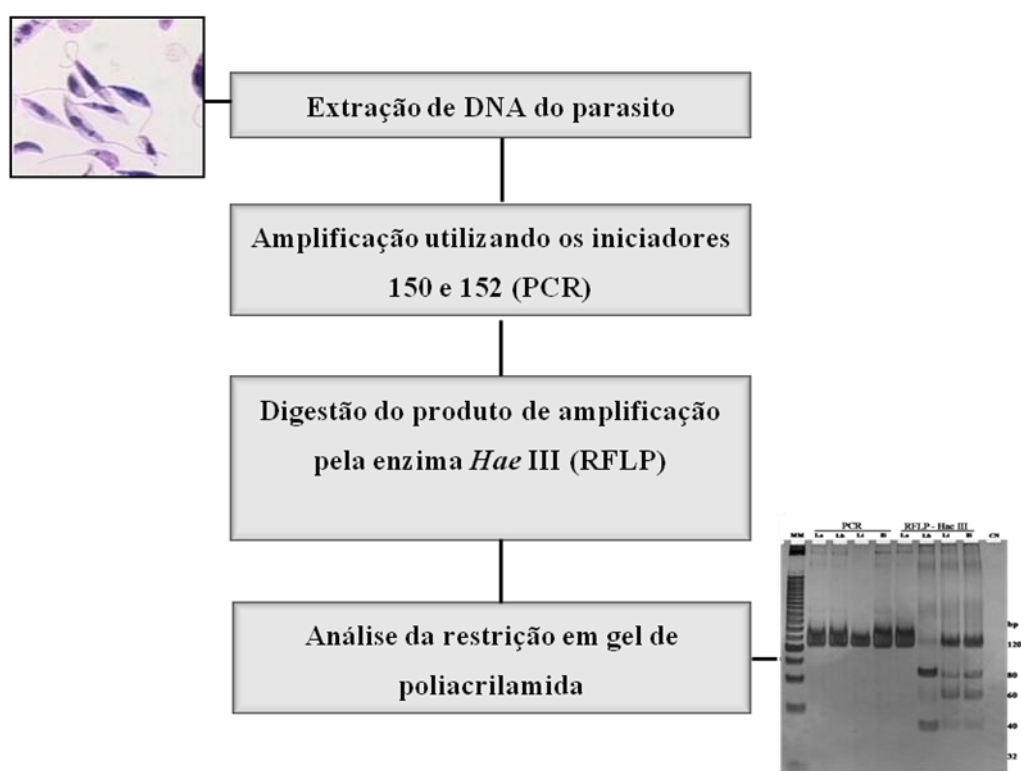 Extração de DNA do parasito
Amplificação utilizando os iniciadores
150 e 152 (PCR)
Digestão do produto de amplificação
pela enzima Hae III (RFLP)
PCR RFLP - Hae III
MM La Lb Li Il La Lb Li Il CN
bp
120
80
60
40
32
Análise da restrição em gel de
poliacrilamida